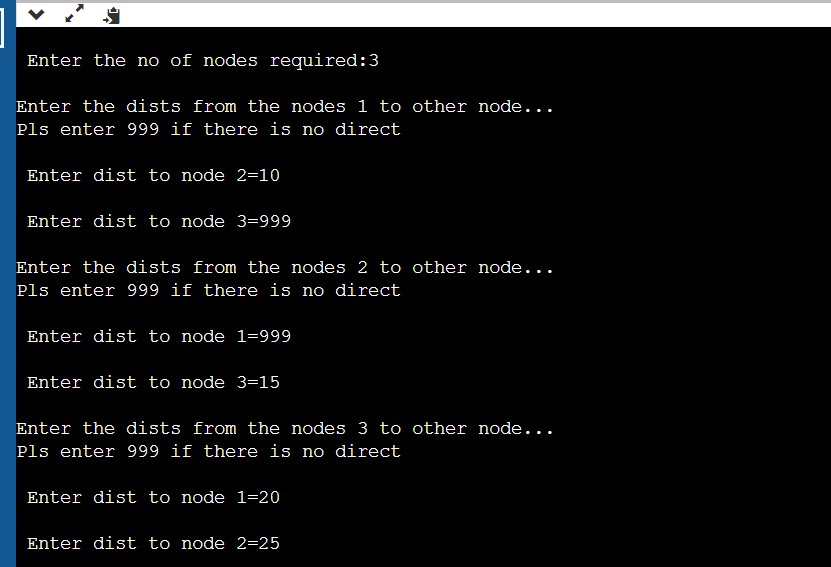 Enter the no of nodes required:3
Enter the dists from the nodes 1 to other node...
Pls enter 999 if there is no direct
Enter dist to node 2=10
Enter dist to node 3=999
Enter the dists from the nodes 2 to other node...
Pls enter 999 if there is no direct
Enter dist to node 1=999
Enter dist to node 3=15
Enter the dists from the nodes 3 to other node...
Pls enter 999 if there is no direct
Enter dist to node 1=20
Enter dist to node 2=25